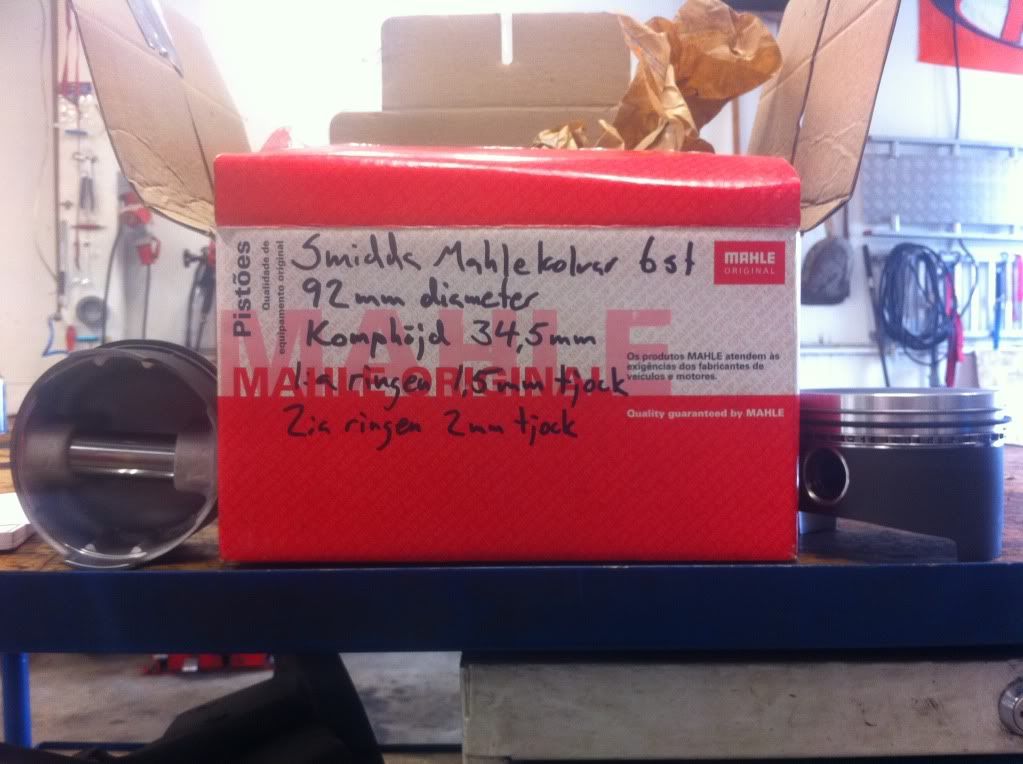 Pistões
Qualidade de
equipamento original
Smidda Mahlekolvar 6st
92mm diameter
Komphöjd 34,5mm
1:a ringen 1,5mm tjock
2:a ringen 2mm tjock
MAHLE
ORIGINAL
MAHLE
MAHLE ORIGINAL
Os produtos MAHLE atendem às
exigências dos fabricantes de
veículos e motores.
Quality guaranteed by MAHLE